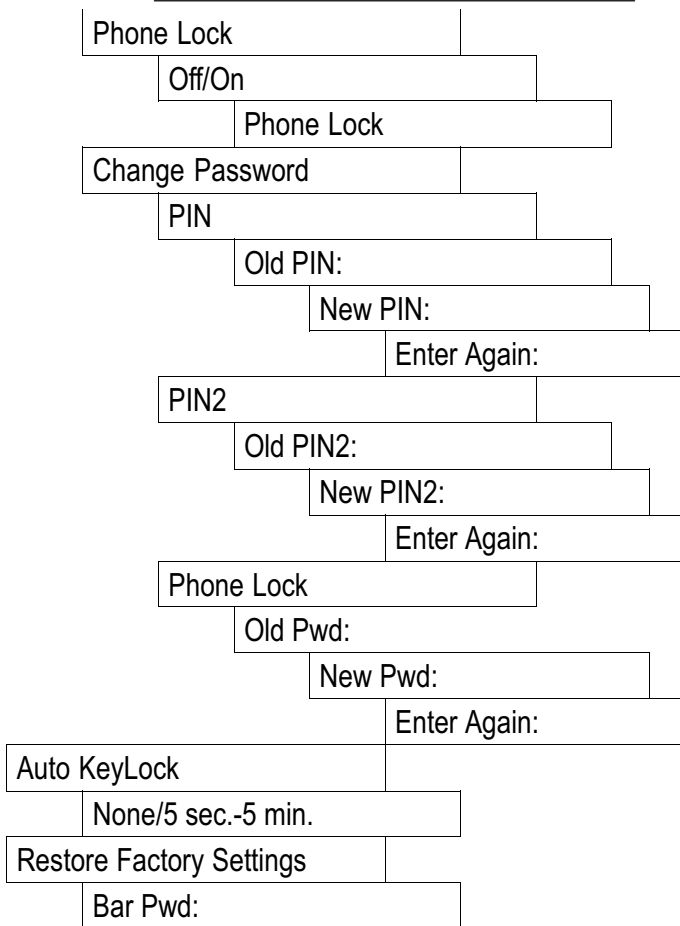 Phone Lock
Off/On
Phone Lock
Change Password
PIN
Old PIN:
New PIN:
Enter Again:
PIN2
Old PIN2:
New PIN2:
Enter Again:
Phone Lock
Old Pwd:
New Pwd:
Enter Again:
Auto KeyLock
None/5 sec.-5 min.
Restore Factory Settings
Bar Pwd: